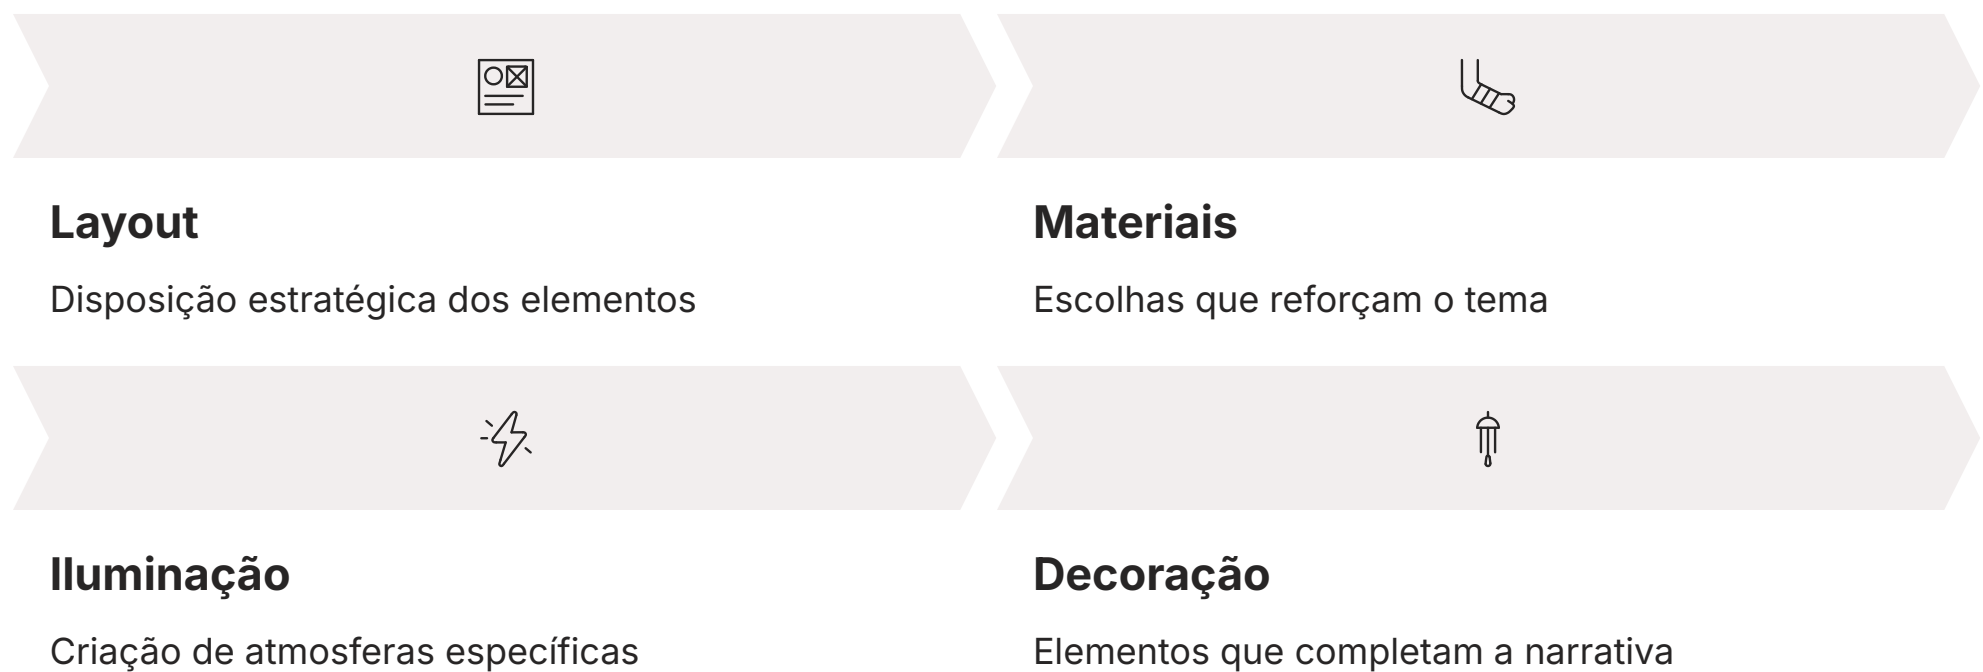 Layout
Disposição estratégica dos elementos
Materiais
Escolhas que reforçam o tema
Iluminação
Criação de atmosferas específicas
Decoração
Elementos que completam a narrativa